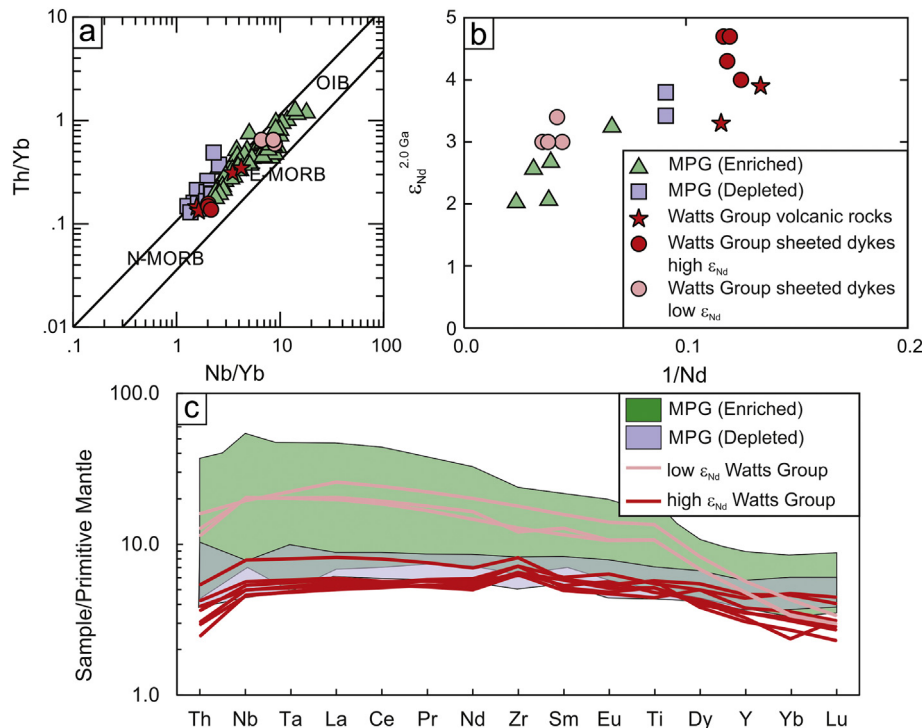 a
Th/Yb
10
1
.1
.01
.1
1
10
100
Nb/Yb
OIB
E-MORB
N-MORB
b
εNd 2.0 Ga
5
4
3
2
1
0
0.0
0.1
0.2
1/Nd
MPG (Enriched)
MPG (Depleted)
Watts Group volcanic rocks
Watts Group sheeted dykes
high εNd
Watts Group sheeted dykes
low εNd
c
Sample/Primitive Mantle
100.0
10.0
1.0
MPG (Enriched)
MPG (Depleted)
low εNd Watts Group
high εNd Watts Group
Th Nb Ta La Ce Pr Nd Zr Sm Eu Ti Dy Y Yb Lu